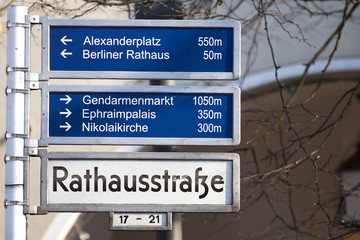 ← Alexanderplatz 550m
← Berliner Rathaus 50m
→ Gendarmenmarkt 1050m
→ Ephraimpalais 350m
→ Nikolaikirche 300m
Rathausstraße
17 - 21